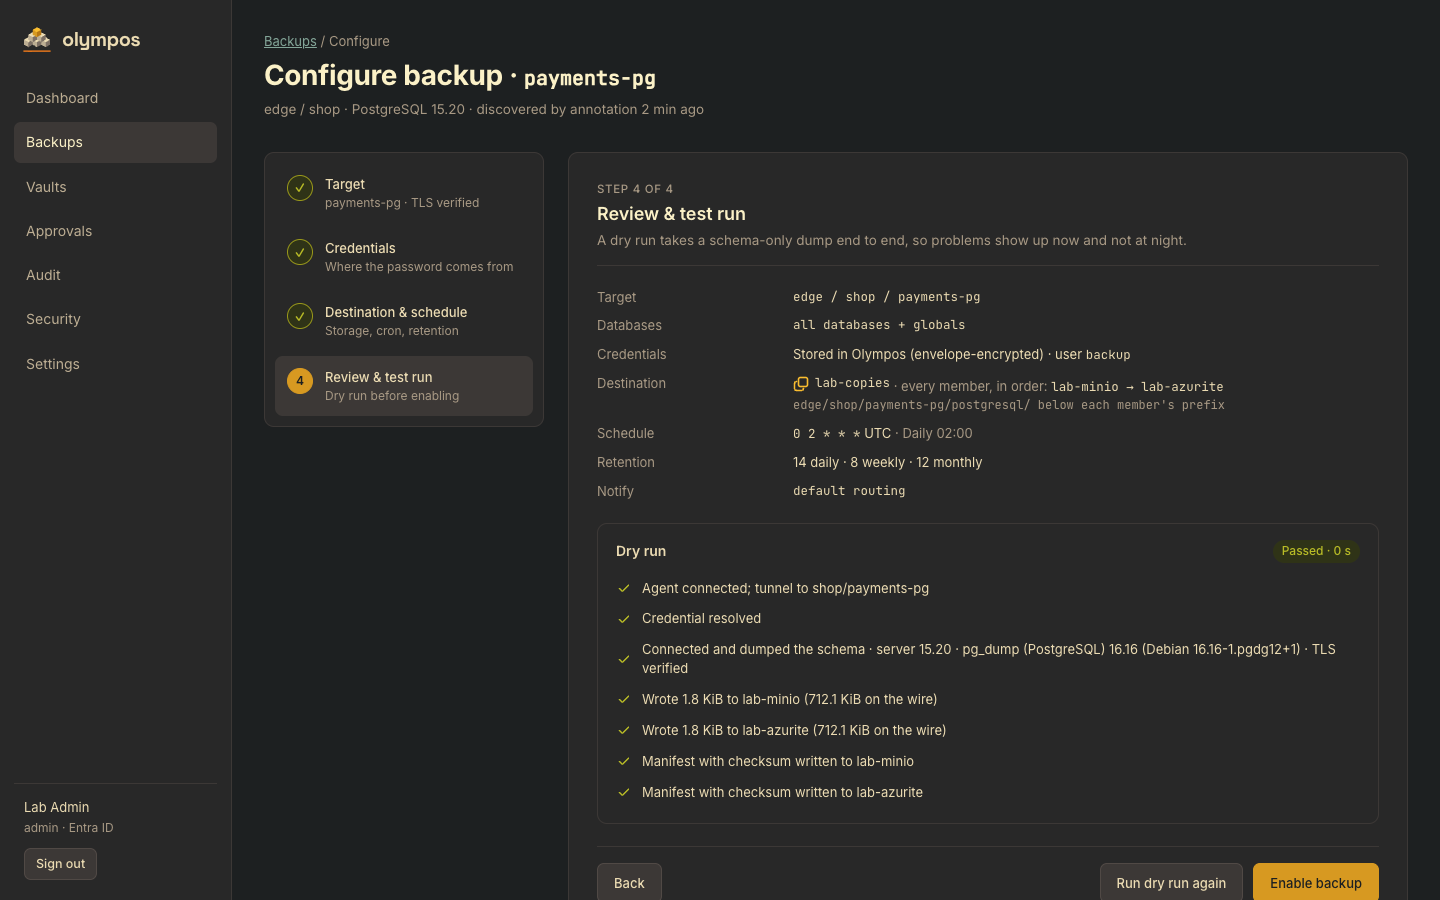 olympos
Dashboard
Backups
Vaults
Approvals
Audit
Security
Settings
Lab Admin
admin · Entra ID
Sign out
Backups / Configure
Configure backup · payments-pg
edge / shop · PostgreSQL 15.20 · discovered by annotation 2 min ago
Target
payments-pg · TLS verified
Credentials
Where the password comes from
Destination & schedule
Storage, cron, retention
4
Review & test run
Dry run before enabling
STEP 4 OF 4
Review & test run
A dry run takes a schema-only dump end to end, so problems show up now and not at night.
Target edge / shop / payments-pg
Databases all databases + globals
Credentials Stored in Olympos (envelope-encrypted) · user backup
Destination lab-copies · every member, in order: lab-minio → lab-azurite
edge/shop/payments-pg/postgresql/ below each member's prefix
Schedule 0 2 * * * UTC · Daily 02:00
Retention 14 daily · 8 weekly · 12 monthly
Notify default routing
Dry run Passed · 0 s
Agent connected; tunnel to shop/payments-pg
Credential resolved
Connected and dumped the schema · server 15.20 · pg_dump (PostgreSQL) 16.16 (Debian 16.16-1.pgdg12+1) · TLS
verified
Wrote 1.8 KiB to lab-minio (712.1 KiB on the wire)
Wrote 1.8 KiB to lab-azurite (712.1 KiB on the wire)
Manifest with checksum written to lab-minio
Manifest with checksum written to lab-azurite
Back Run dry run again Enable backup